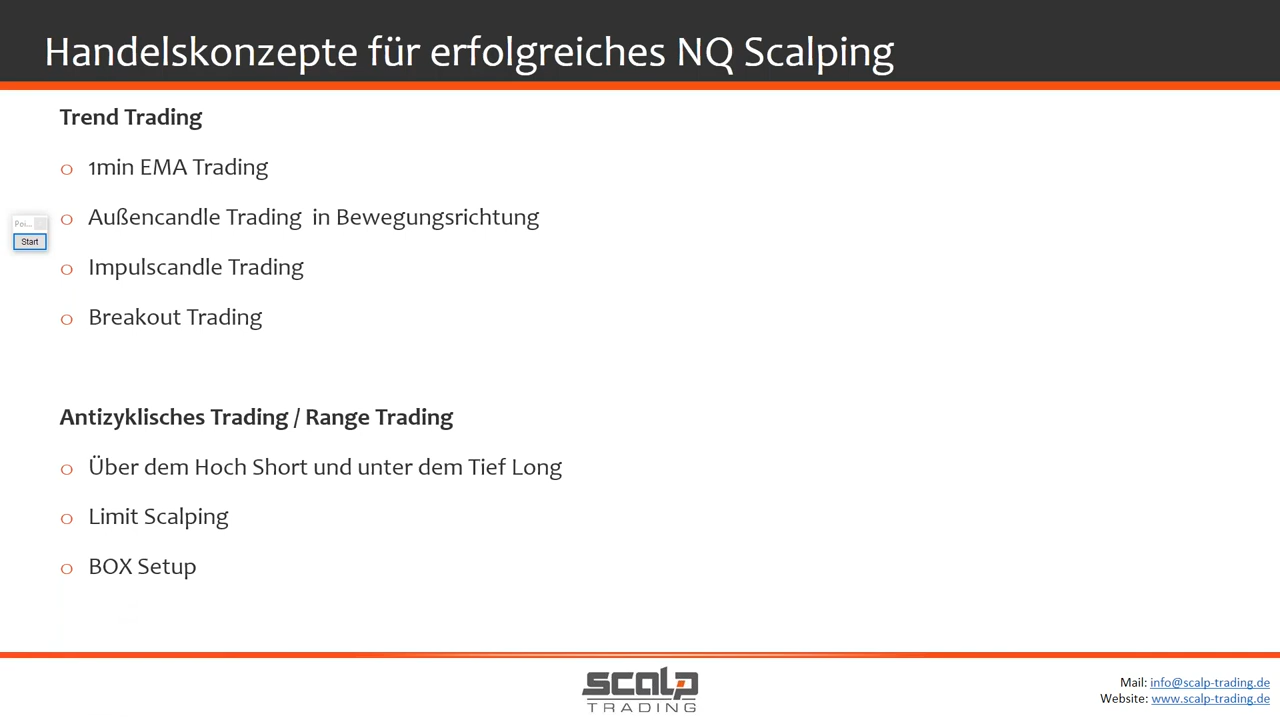 Handelskonzepte für erfolgreiches NQ Scalping
Trend Trading
o 1min EMA Trading
o Außencandle Trading in Bewegungsrichtung
Poi...
Start
o Impulscandle Trading
o Breakout Trading
Antizyklisches Trading / Range Trading
o Über dem Hoch Short und unter dem Tief Long
o Limit Scalping
o BOX Setup
scalp
TRADING
Mail: info@scalp-trading.de
Website: www.scalp-trading.de